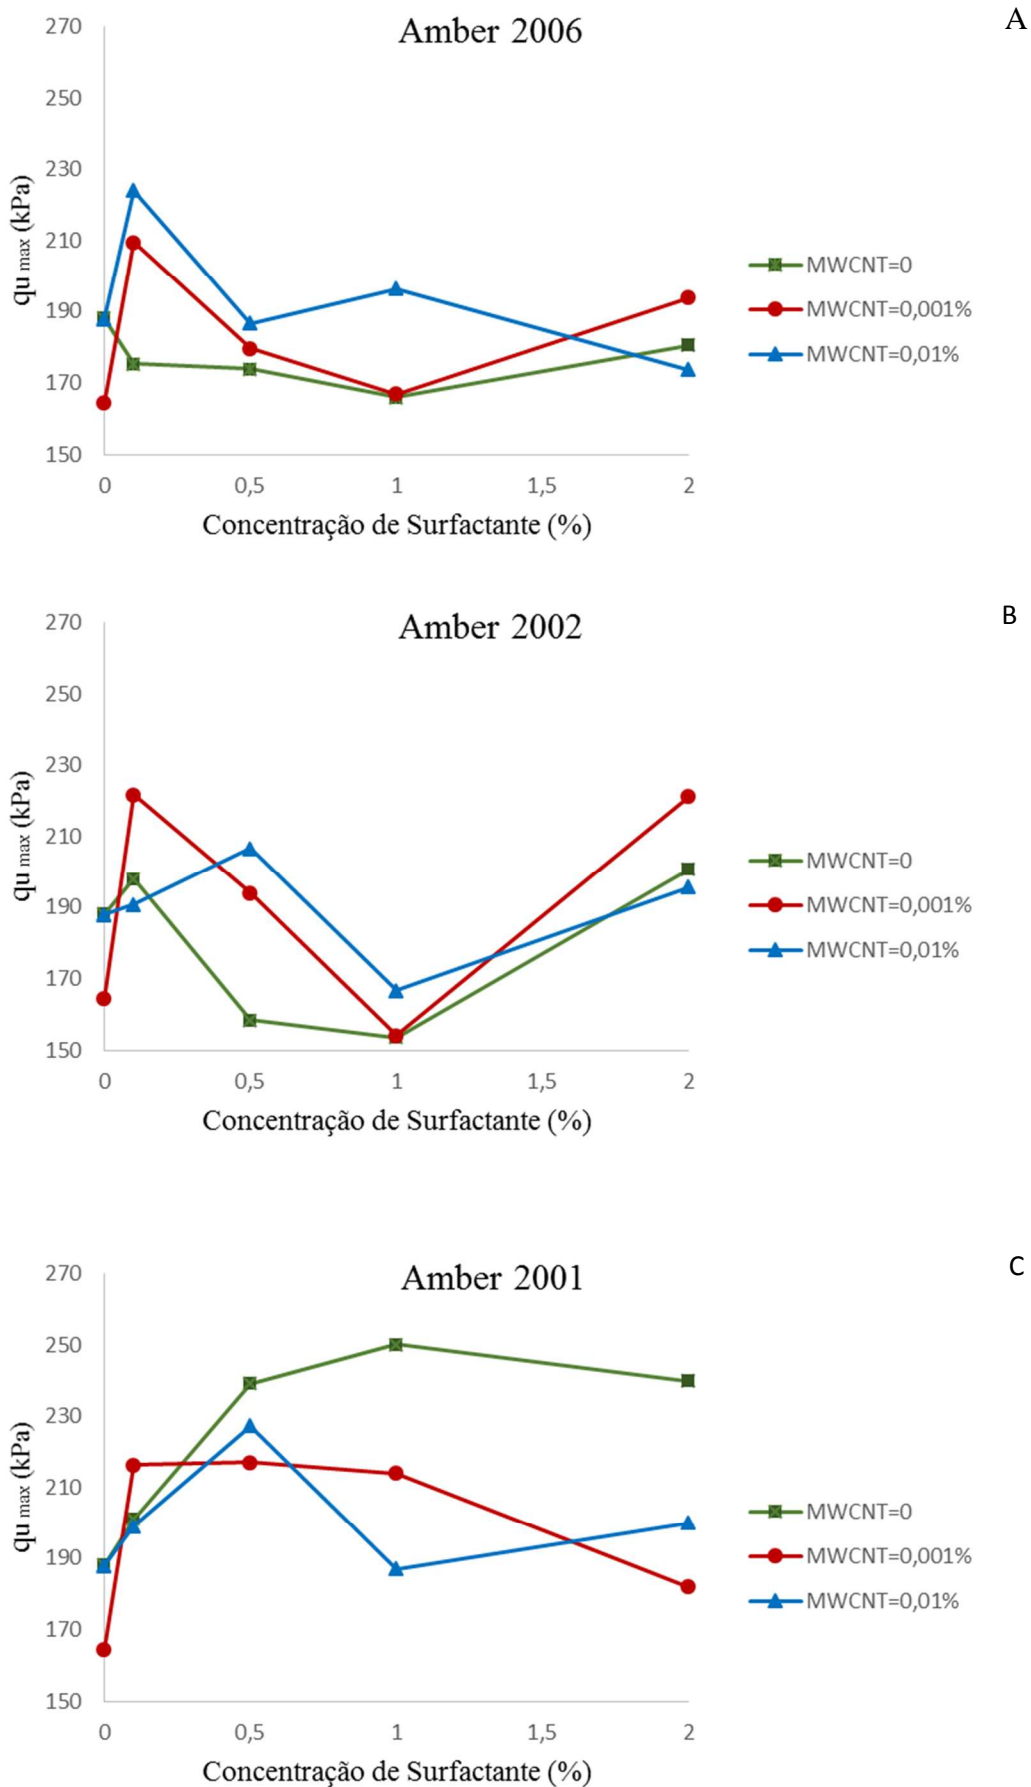 Amber 2006
A
270
250
230
210
190
170
150
qu max (kPa)
0 0,5 1 1,5 2
Concentração de Surfactante (%)
MWCNT=0
MWCNT=0,001%
MWCNT=0,01%
Amber 2002
B
270
250
230
210
190
170
150
qu max (kPa)
0 0,5 1 1,5 2
Concentração de Surfactante (%)
MWCNT=0
MWCNT=0,001%
MWCNT=0,01%
Amber 2001
C
270
250
230
210
190
170
150
qu max (kPa)
0 0,5 1 1,5 2
Concentração de Surfactante (%)
MWCNT=0
MWCNT=0,001%
MWCNT=0,01%